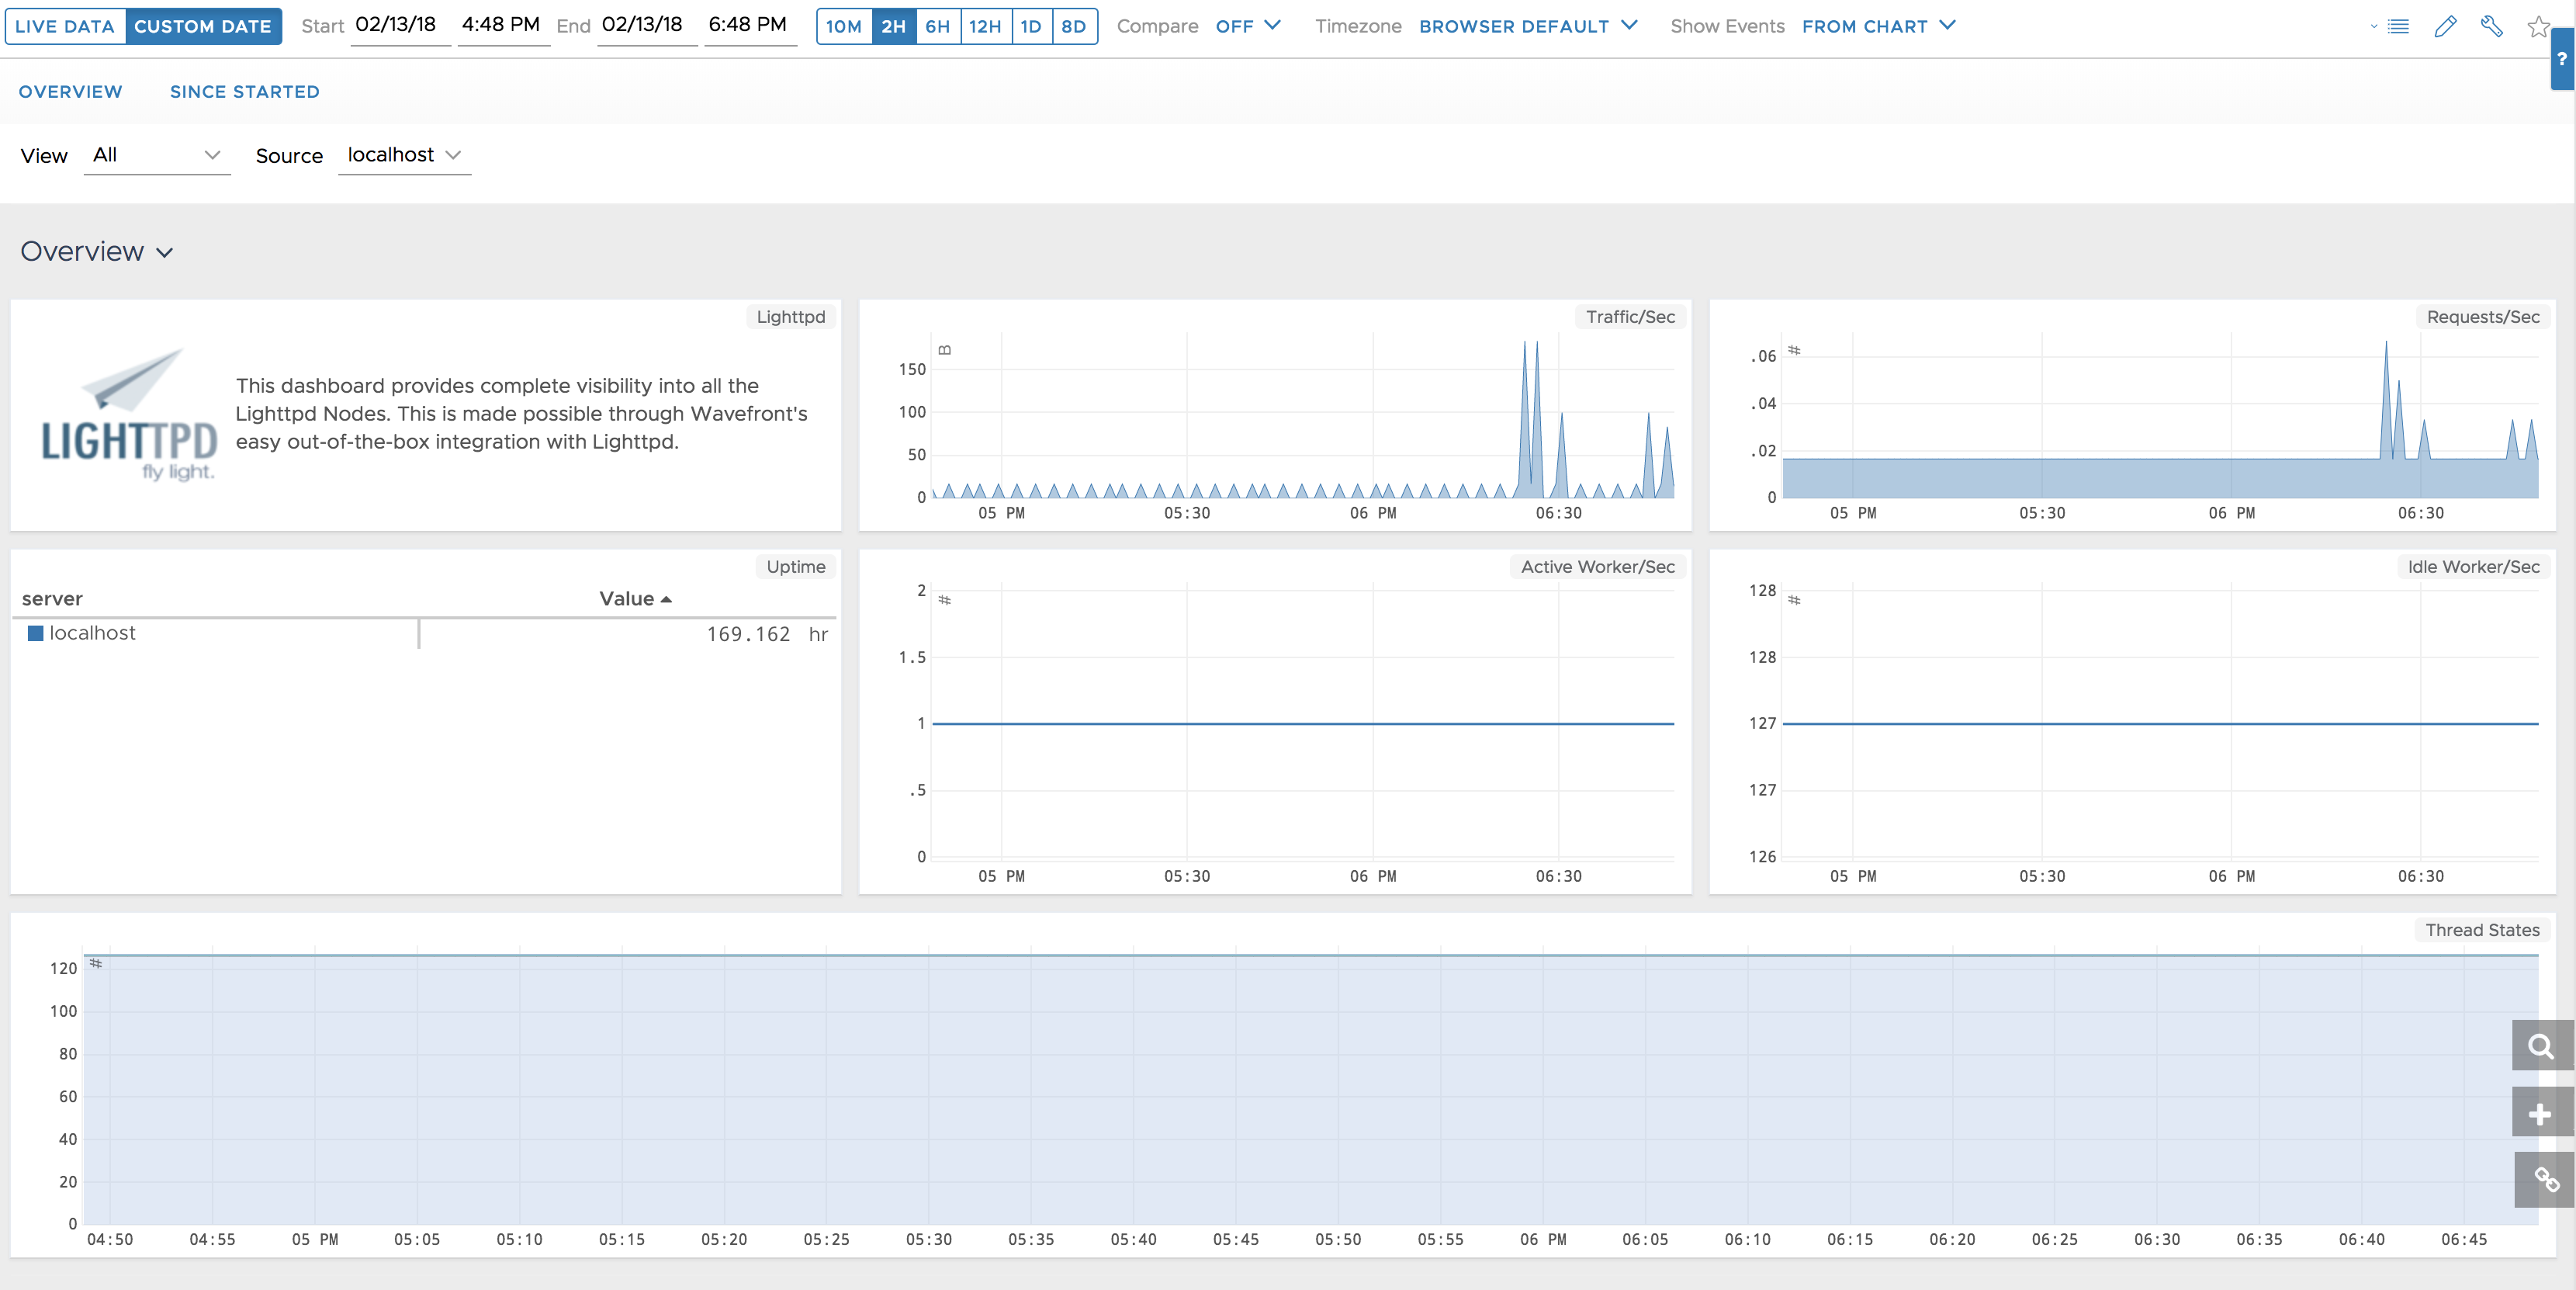 LIVE DATA CUSTOM DATE Start 02/13/18 4:48 PM End 02/13/18 6:48 PM 10M 2H 6H 12H 1D 8D Compare OFF Timezone BROWSER DEFAULT Show Events FROM CHART
?
OVERVIEW SINCE STARTED
View All Source localhost
Overview
Lighttpd
LIGHTTPD
fly light.
This dashboard provides complete visibility into all the
Lighttpd Nodes. This is made possible through Wavefront's
easy out-of-the-box integration with Lighttpd.
Traffic/Sec
B
150
100
50
0
05 PM 05:30 06 PM 06:30
Requests/Sec
#
.06
.04
.02
0
05 PM 05:30 06 PM 06:30
Uptime
server Value
localhost 169.162 hr
Active Worker/Sec
#
2
1.5
1
.5
0
05 PM 05:30 06 PM 06:30
Idle Worker/Sec
#
128
128
127
127
126
05 PM 05:30 06 PM 06:30
Thread States
#
120
100
80
60
40
20
0
04:50 04:55 05 PM 05:05 05:10 05:15 05:20 05:25 05:30 05:35 05:40 05:45 05:50 05:55 06 PM 06:05 06:10 06:15 06:20 06:25 06:30 06:35 06:40 06:45